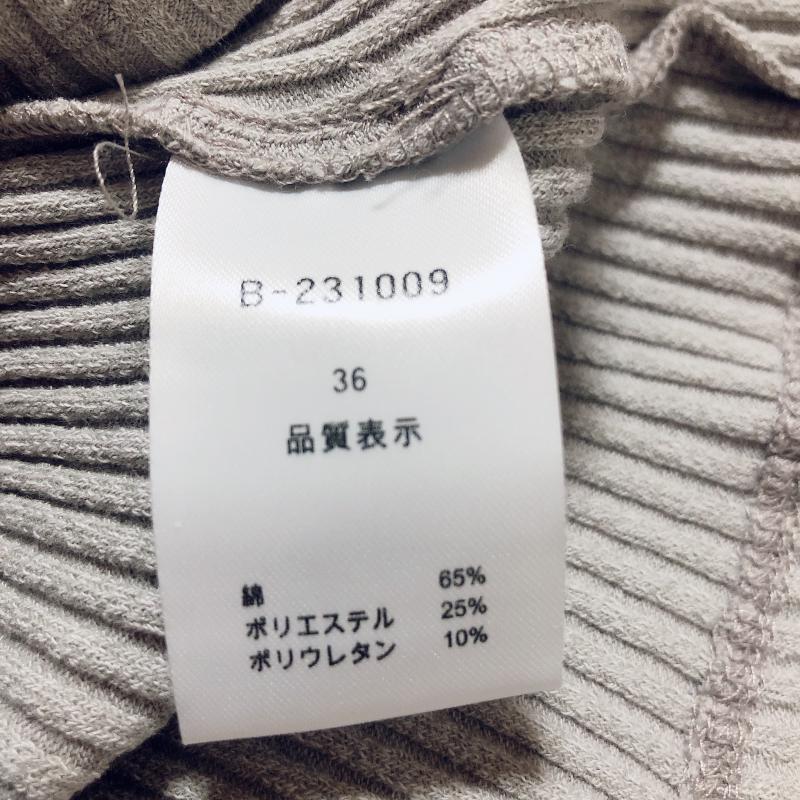 B-231009
36
品質表示
綿 65%
ポリエステル 25%
ポリウレタン 10%